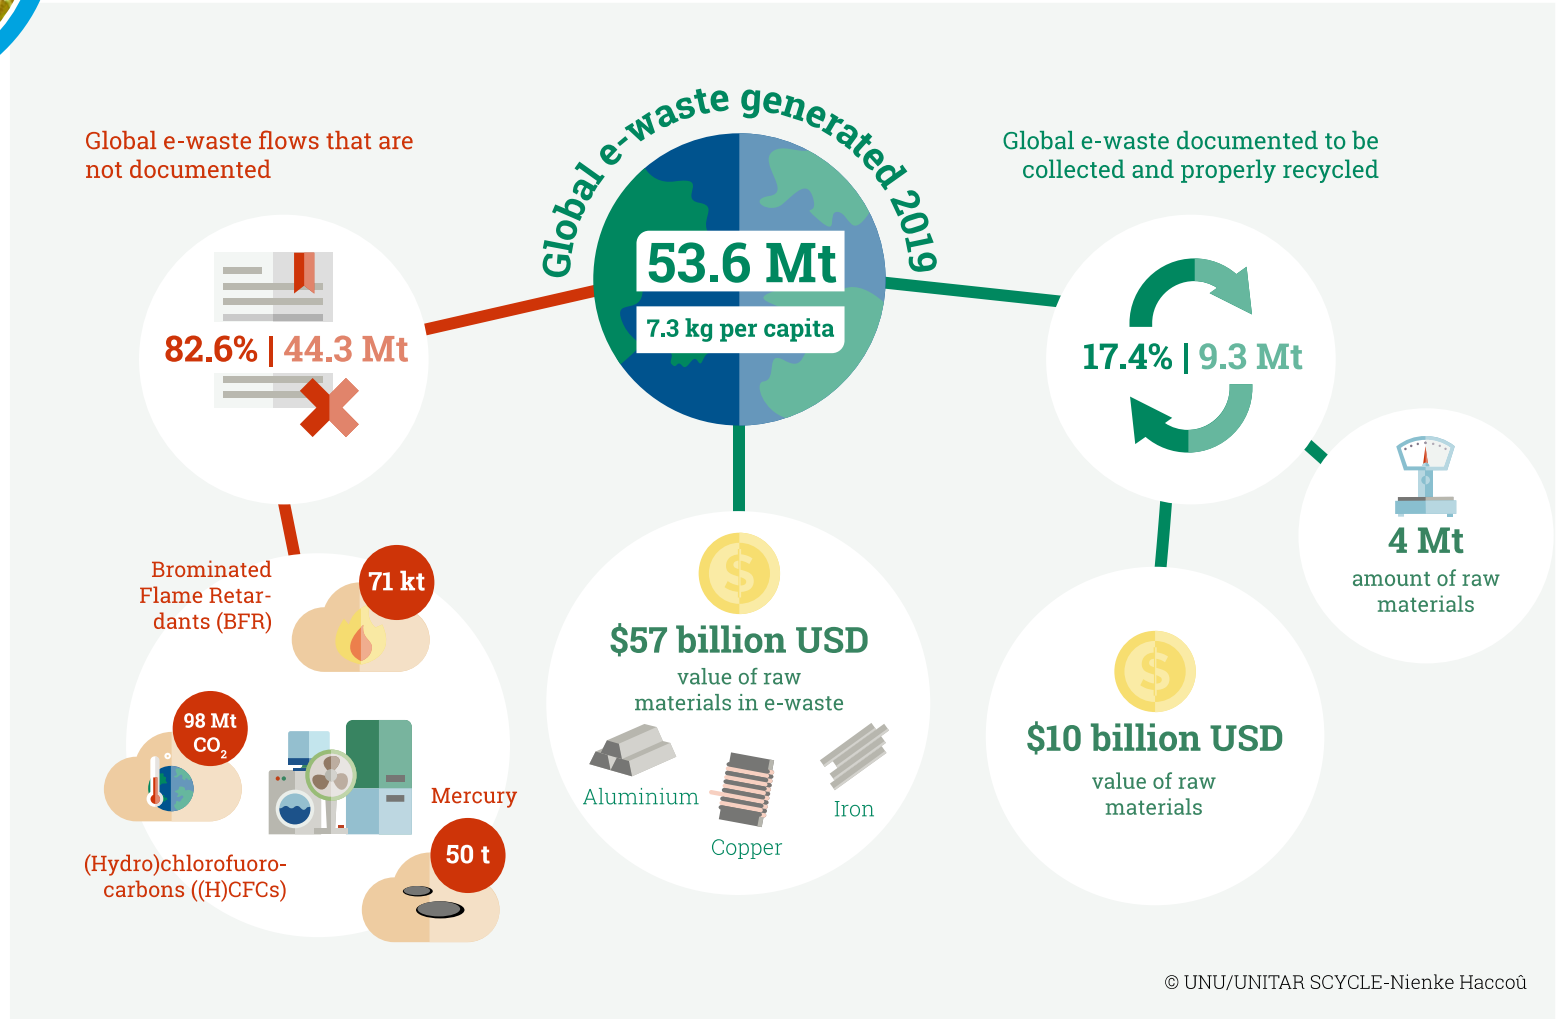 Global e-waste generated 2019
53.6 Mt
7.3 kg per capita
Global e-waste flows that are
not documented
82.6% | 44.3 Mt
Brominated
Flame Retar-
dants (BFR)
71 kt
98 Mt
CO₂
(Hydro)chlorofuoro-
carbons ((H)CFCs)
Mercury
50 t
$57 billion USD
value of raw
materials in e-waste
Aluminium
Copper
Iron
Global e-waste documented to be
collected and properly recycled
17.4% | 9.3 Mt
4 Mt
amount of raw
materials
$10 billion USD
value of raw
materials
© UNU/UNITAR SCYCLE-Nienke Haccoû